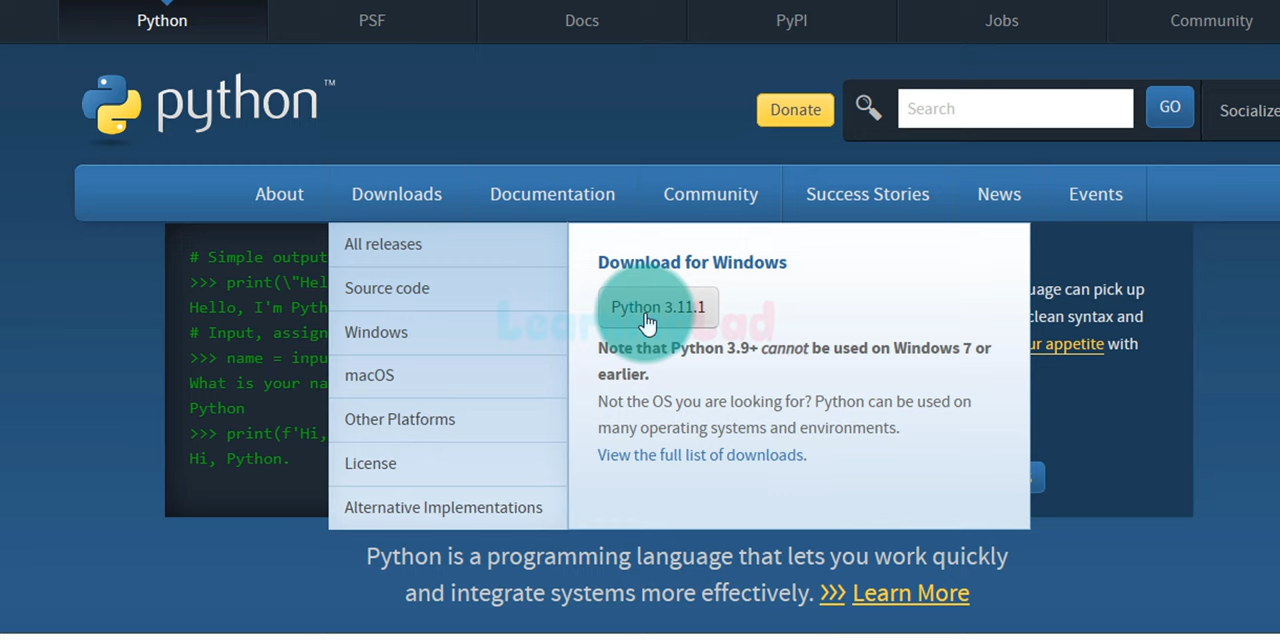 Python PSF Docs PyPI Jobs Community
python™
Donate Search GO Socialize
About Downloads Documentation Community Success Stories News Events
# Simple output
>>> print(\"Hel
Hello, I'm Pyth
# Input, assign
>>> name = inpu
What is your na
Python
>>> print(f'Hi,
Hi, Python.
All releases
Source code
Windows
macOS
Other Platforms
License
Alternative Implementations
Download for Windows
Python 3.11.1
Note that Python 3.9+ cannot be used on Windows 7 or
earlier.
Not the OS you are looking for? Python can be used on
many operating systems and environments.
View the full list of downloads.
uage can pick up
clean syntax and
ur appetite with
Python is a programming language that lets you work quickly
and integrate systems more effectively. >>> Learn More